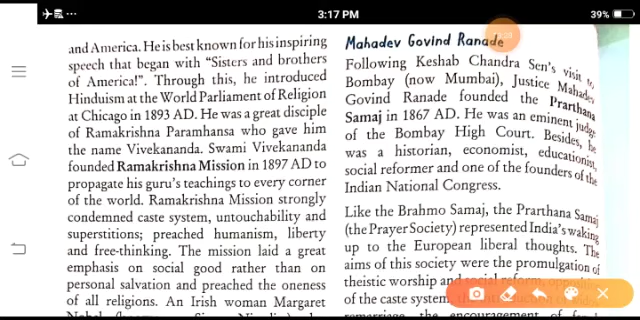 3:17 PM
39%
and America. He is best known for his inspiring
speech that began with “Sisters and brothers
of America!”. Through this, he introduced
Hinduism at the World Parliament of Religion
at Chicago in 1893 AD. He was a great disciple
of Ramakrishna Paramhansa who gave him
the name Vivekananda. Swami Vivekananda
founded Ramakrishna Mission in 1897 AD to
propagate his guru's teachings to every corner
of the world. Ramakrishna Mission strongly
condemned caste system, untouchability and
superstitions; preached humanism, liberty
and free-thinking. The mission laid a great
emphasis on social good rather than on
personal salvation and preached the oneness
of all religions. An Irish woman Margaret
Mahadev Govind Ranade
Following Keshab Chandra Sen's visit to
Bombay (now Mumbai), Justice Mahadev
Govind Ranade founded the Prarthana
Samaj in 1867 AD. He was an eminent judge
of the Bombay High Court. Besides, he
was a historian, economist, educationist,
social reformer and one of the founders of the
Indian National Congress.
Like the Brahmo Samaj, the Prarthana Samaj
(the Prayer Society) represented India's waking
up to the European liberal thoughts. The
aims of this society were the promulgation of
theistic worship and social reform,
of the caste system,